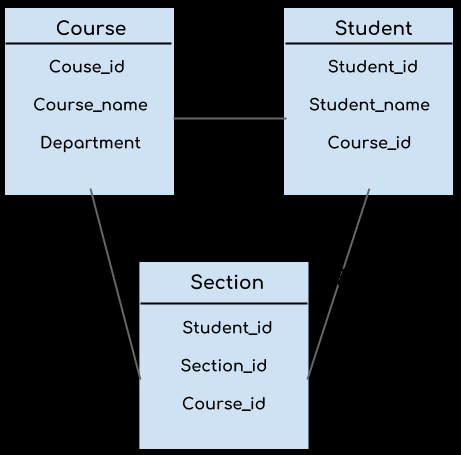 Course
Couse_id
Course_name
Department
Student
Student_id
Student_name
Course_id
Section
Student_id
Section_id
Course_id